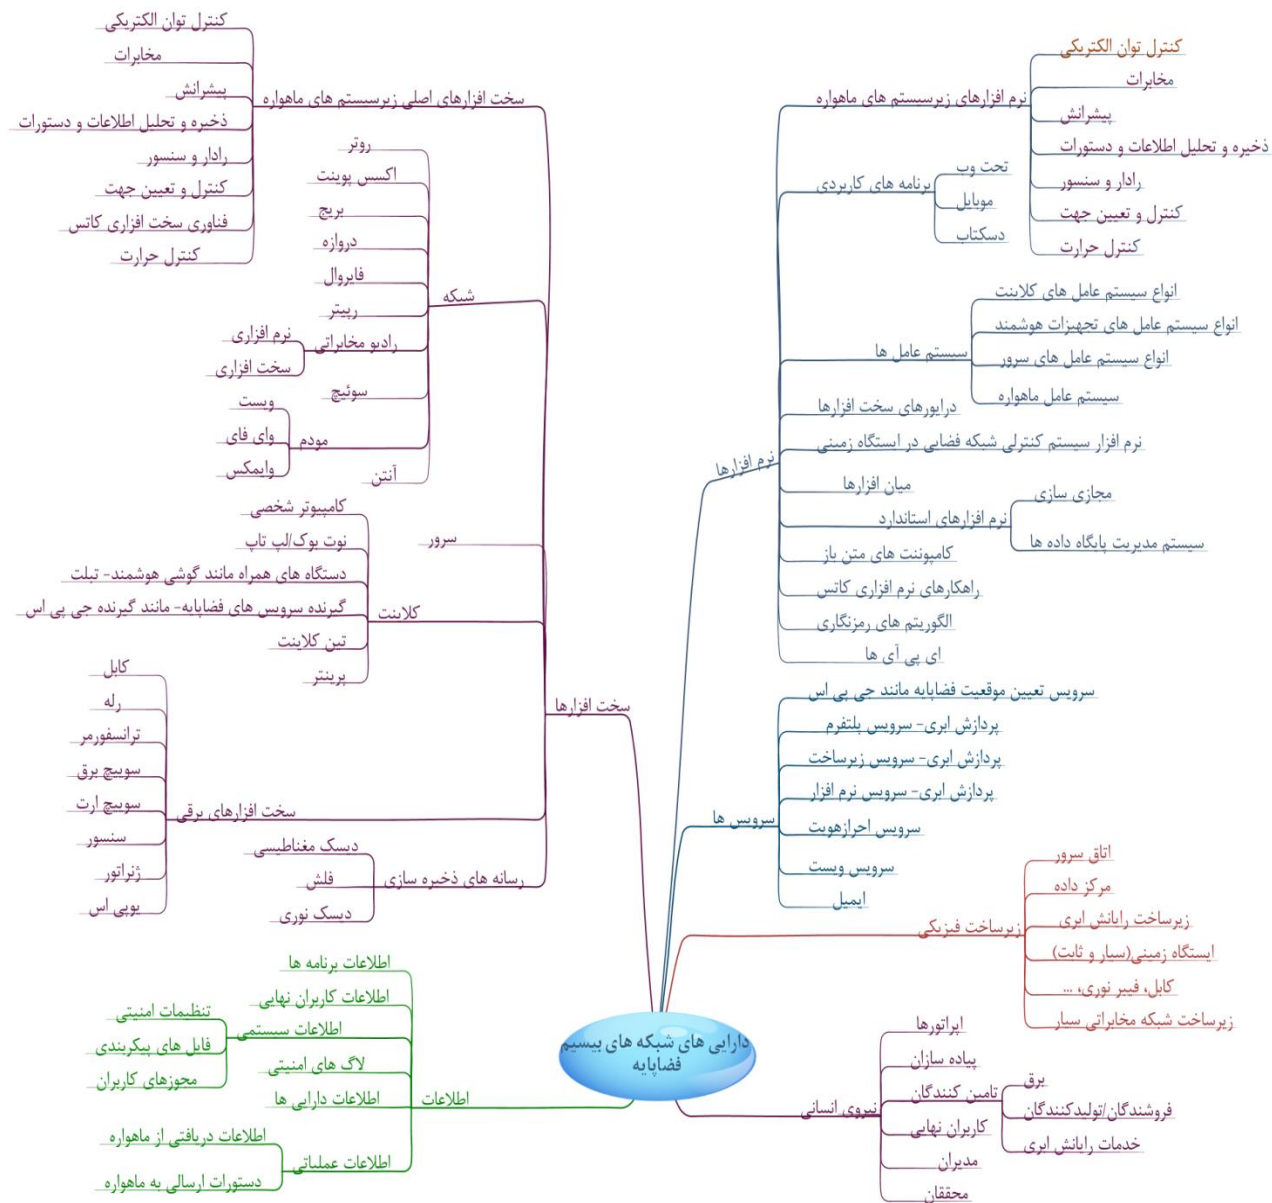 دارایی های شبکه های بیسیم
فضاپایه
نرم افزارها
نرم افزارهای زیرسیستم های ماهواره
کنترل توان الکتریکی
مخابرات
پیشرانش
ذخیره و تحلیل اطلاعات و دستورات
رادار و سنسور
کنترل و تعیین جهت
کنترل حرارت
برنامه های کاربردی
تحت وب
موبایل
دسکتاپ
سیستم عامل ها
انواع سیستم عامل های کلاینت
انواع سیستم عامل های تجهیزات هوشمند
انواع سیستم عامل های سرور
سیستم عامل ماهواره
درایورهای سخت افزارها
نرم افزار سیستم کنترلی شبکه فضایی در ایستگاه زمینی
میان افزارها
نرم افزارهای استاندارد
مجازی سازی
سیستم مدیریت پایگاه داده ها
کامپوننت های متن باز
راهکارهای نرم افزاری کاتس
الگوریتم های رمزنگاری
ای پی آی ها
سرویس ها
سرویس تعیین موقعیت فضاپایه مانند جی پی اس
پردازش ابری- سرویس پلتفرم
پردازش ابری- سرویس زیرساخت
پردازش ابری- سرویس نرم افزار
سرویس احرازهویت
سرویس ویست
ایمیل
زیرساخت فیزیکی
اتاق سرور
مرکز داده
زیرساخت رایانش ابری
ایستگاه زمینی(سیار و ثابت)
کابل، فیبر نوری، ...
زیرساخت شبکه مخابراتی سیار
نیروی انسانی
اپراتورها
پیاده سازان
تامین کنندگان
برق
فروشندگان/تولیدکنندگان
خدمات رایانش ابری
کاربران نهایی
مدیران
محققان
سخت افزارها
سخت افزارهای اصلی زیرسیستم های ماهواره
کنترل توان الکتریکی
مخابرات
پیشرانش
ذخیره و تحلیل اطلاعات و دستورات
رادار و سنسور
کنترل و تعیین جهت
فناوری سخت افزاری کاتس
کنترل حرارت
شبکه
روتر
اکسس پوینت
بریج
دروازه
فایروال
رپیتر
رادیو مخابراتی
نرم افزاری
سخت افزاری
سوئیچ
مودم
ویست
وای فای
وایمکس
آنتن
سرور
کلاینت
کامپیوتر شخصی
نوت بوک/لپ تاپ
دستگاه های همراه مانند گوشی هوشمند- تبلت
گیرنده سرویس های فضاپایه- مانند گیرنده جی پی اس
تین کلاینت
پرینتر
سخت افزارهای برقی
کابل
رله
ترانسفورمر
سوییچ برق
سوییچ ارت
سنسور
ژنراتور
یوپی اس
رسانه های ذخیره سازی
دیسک مغناطیسی
فلش
دیسک نوری
اطلاعات
اطلاعات برنامه ها
اطلاعات کاربران نهایی
اطلاعات سیستمی
تنظیمات امنیتی
فایل های پیکربندی
مجوزهای کاربران
لاگ های امنیتی
اطلاعات دارایی ها
اطلاعات عملیاتی
اطلاعات دریافتی از ماهواره
دستورات ارسالی به ماهواره